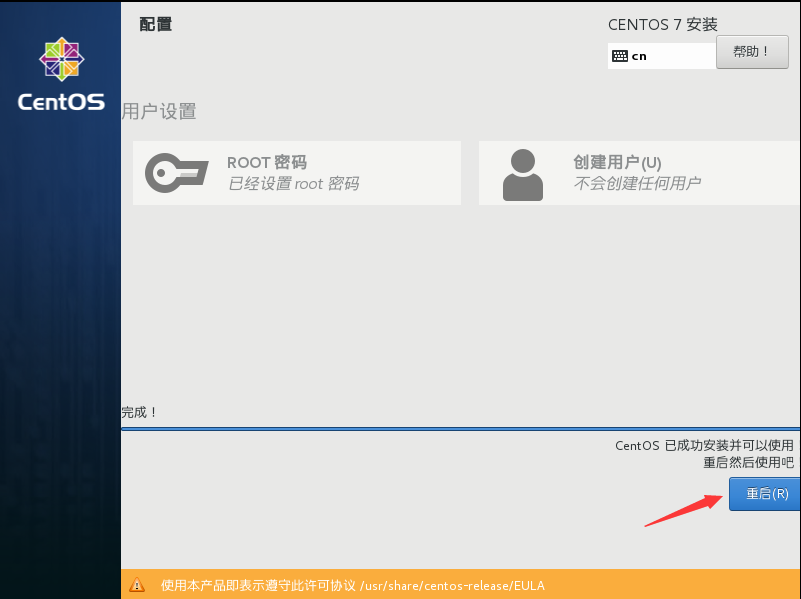 配置
CENTOS 7 安装
cn
帮助！
CentOS
用户设置
ROOT 密码
已经设置 root 密码
创建用户(U)
不会创建任何用户
完成！
CentOS 已成功安装并可以使用
重启然后使用吧
重启(R)
使用本产品即表示遵守此许可协议 /usr/share/centos-release/EULA